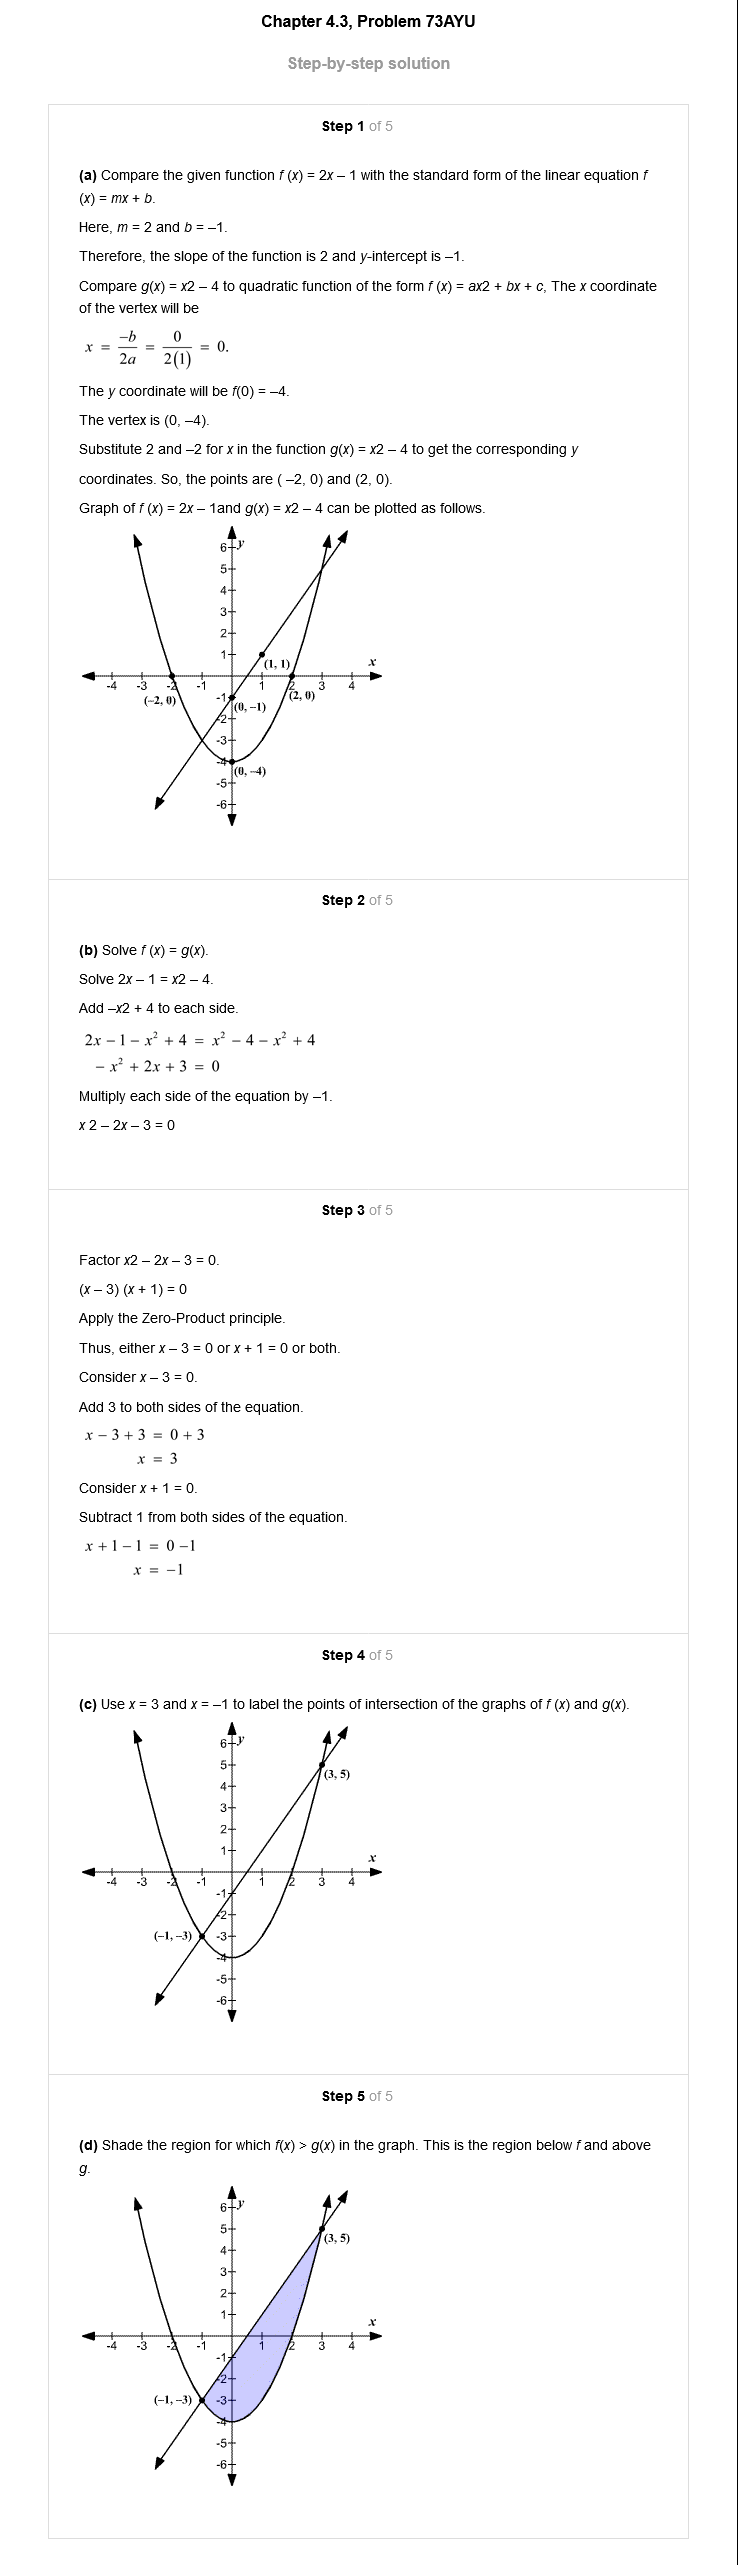 Chapter 4.3, Problem 73AYU
Step-by-step solution
Step 1 of 5
(a) Compare the given function f (x) = 2x – 1 with the standard form of the linear equation f
(x) = mx + b.
Here, m = 2 and b = –1.
Therefore, the slope of the function is 2 and y-intercept is –1.
Compare g(x) = x2 – 4 to quadratic function of the form f (x) = ax2 + bx + c, The x coordinate
of the vertex will be
x = –b/2a = 0/2(1) = 0.
The y coordinate will be f(0) = –4.
The vertex is (0, –4).
Substitute 2 and –2 for x in the function g(x) = x2 – 4 to get the corresponding y
coordinates. So, the points are ( –2, 0) and (2, 0).
Graph of f (x) = 2x – 1and g(x) = x2 – 4 can be plotted as follows.
6 y
5
4
3
2
1
(1, 1) x
-4 -3 -2 -1 1 2 3 4
(–2, 0) -1 (0, –1) (2, 0)
-2
-3
-4 (0, –4)
-5
-6
Step 2 of 5
(b) Solve f (x) = g(x).
Solve 2x – 1 = x2 – 4.
Add –x2 + 4 to each side.
2x – 1 – x² + 4 = x² – 4 – x² + 4
– x² + 2x + 3 = 0
Multiply each side of the equation by –1.
x 2 – 2x – 3 = 0
Step 3 of 5
Factor x2 – 2x – 3 = 0.
(x – 3) (x + 1) = 0
Apply the Zero-Product principle.
Thus, either x – 3 = 0 or x + 1 = 0 or both.
Consider x – 3 = 0.
Add 3 to both sides of the equation.
x – 3 + 3 = 0 + 3
x = 3
Consider x + 1 = 0.
Subtract 1 from both sides of the equation.
x + 1 – 1 = 0 –1
x = –1
Step 4 of 5
(c) Use x = 3 and x = –1 to label the points of intersection of the graphs of f (x) and g(x).
6 y
5 (3, 5)
4
3
2
1
x
-4 -3 -2 -1 1 2 3 4
-1
-2
(–1, –3) -3
-4
-5
-6
Step 5 of 5
(d) Shade the region for which f(x) > g(x) in the graph. This is the region below f and above
g.
6 y
5 (3, 5)
4
3
2
1
x
-4 -3 -2 -1 1 2 3 4
-1
-2
(–1, –3) -3
-4
-5
-6